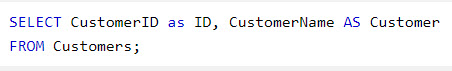 SELECT CustomerID as ID, CustomerName AS Customer
FROM Customers;